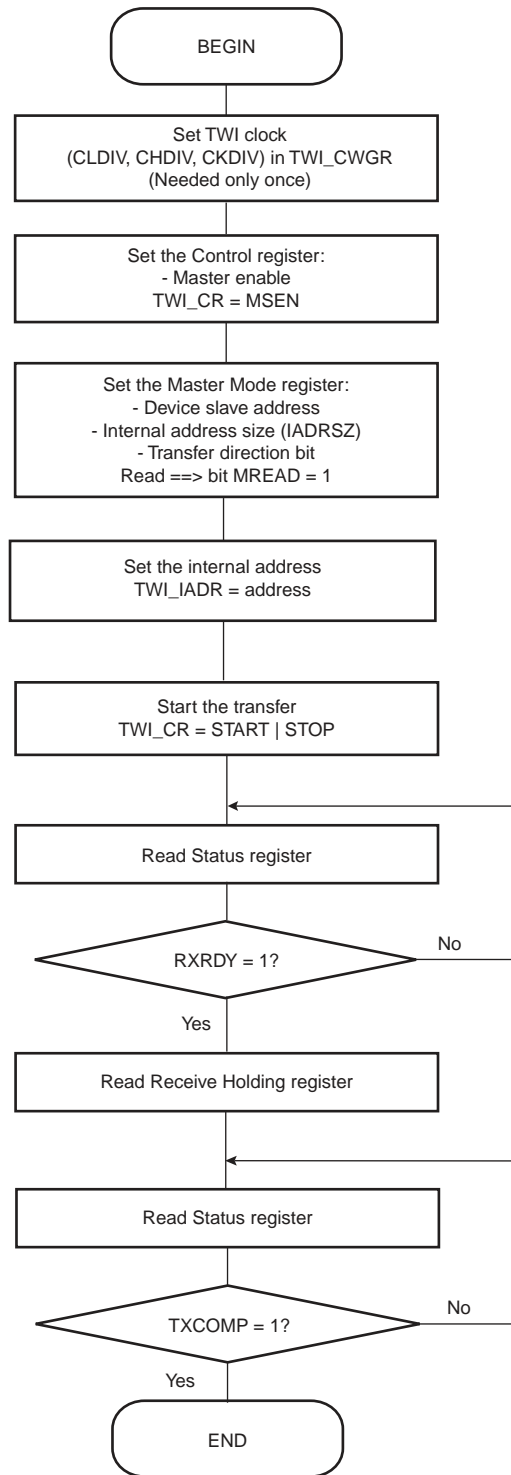 BEGIN
Set TWI clock
(CLDIV, CHDIV, CKDIV) in TWI_CWGR
(Needed only once)
Set the Control register:
- Master enable
TWI_CR = MSEN
Set the Master Mode register:
- Device slave address
- Internal address size (IADRSZ)
- Transfer direction bit
Read ==> bit MREAD = 1
Set the internal address
TWI_IADR = address
Start the transfer
TWI_CR = START | STOP
Read Status register
RXRDY = 1?
No
Yes
Read Receive Holding register
Read Status register
TXCOMP = 1?
No
Yes
END